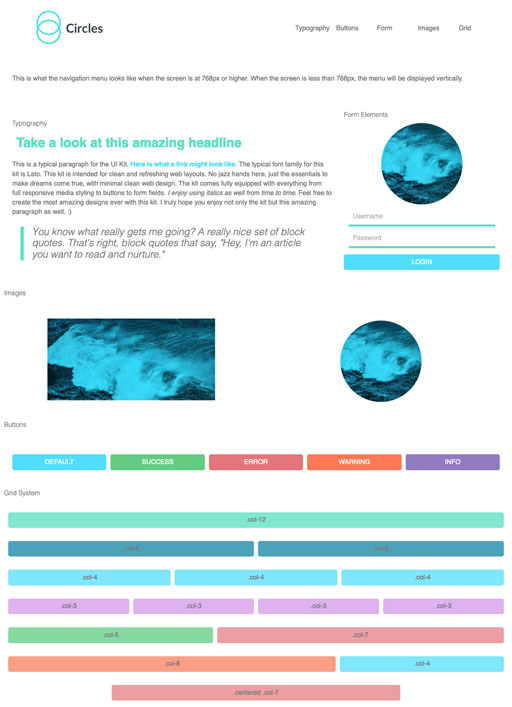 Circles
Typography Buttons Form Images Grid
This is what the navigation menu looks like when the screen is at 768px or higher. When the screen is less than 768px, the menu will be displayed vertically.
Typography
Take a look at this amazing headline
This is a typical paragraph for the UI Kit. Here is what a link might look like. The typical font family for this
kit is Lato. This kit is intended for clean and refreshing web layouts. No jazz hands here, just the essentials to
make dreams come true, with minimal clean web design. The kit comes fully equipped with everything from
full responsive media styling to buttons to form fields. I enjoy using italics as well from time to time. Feel free to
create the most amazing designs ever with this kit. I truly hope you enjoy not only the kit but this amazing
paragraph as well. :)
You know what really gets me going? A really nice set of block
quotes. That's right, block quotes that say, "Hey, I'm an article
you want to read and nurture."
Form Elements
Username
Password
LOGIN
Images
Buttons
DEFAULT SUCCESS ERROR WARNING INFO
Grid System
.col-12
.col-6 .col-6
.col-4 .col-4 .col-4
.col-3 .col-3 .col-3 .col-3
.col-5 .col-7
.col-8 .col-4
.centered .col-7